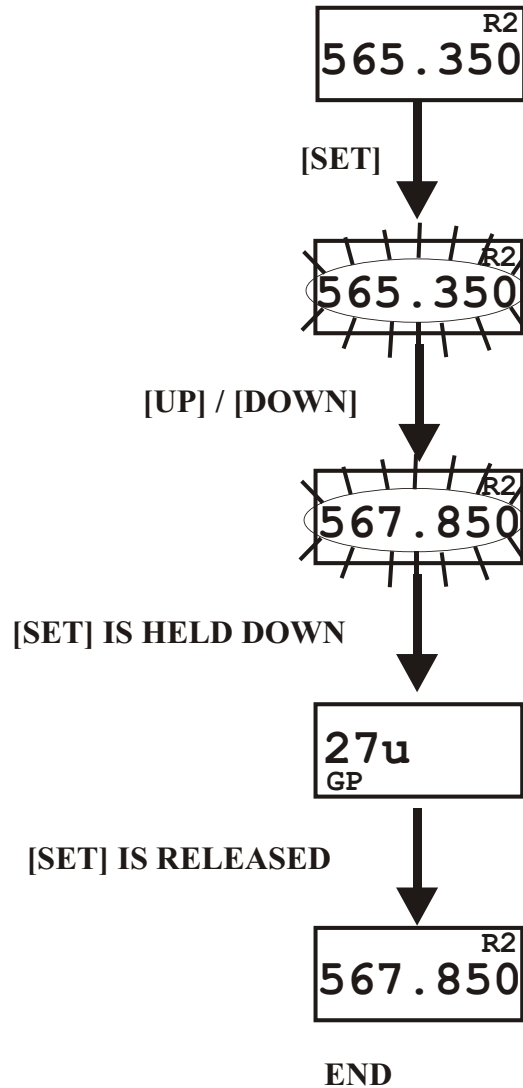 R2
565.350
[SET]
R2
565.350
[UP] / [DOWN]
R2
567.850
[SET] IS HELD DOWN
27u
GP
[SET] IS RELEASED
R2
567.850
END